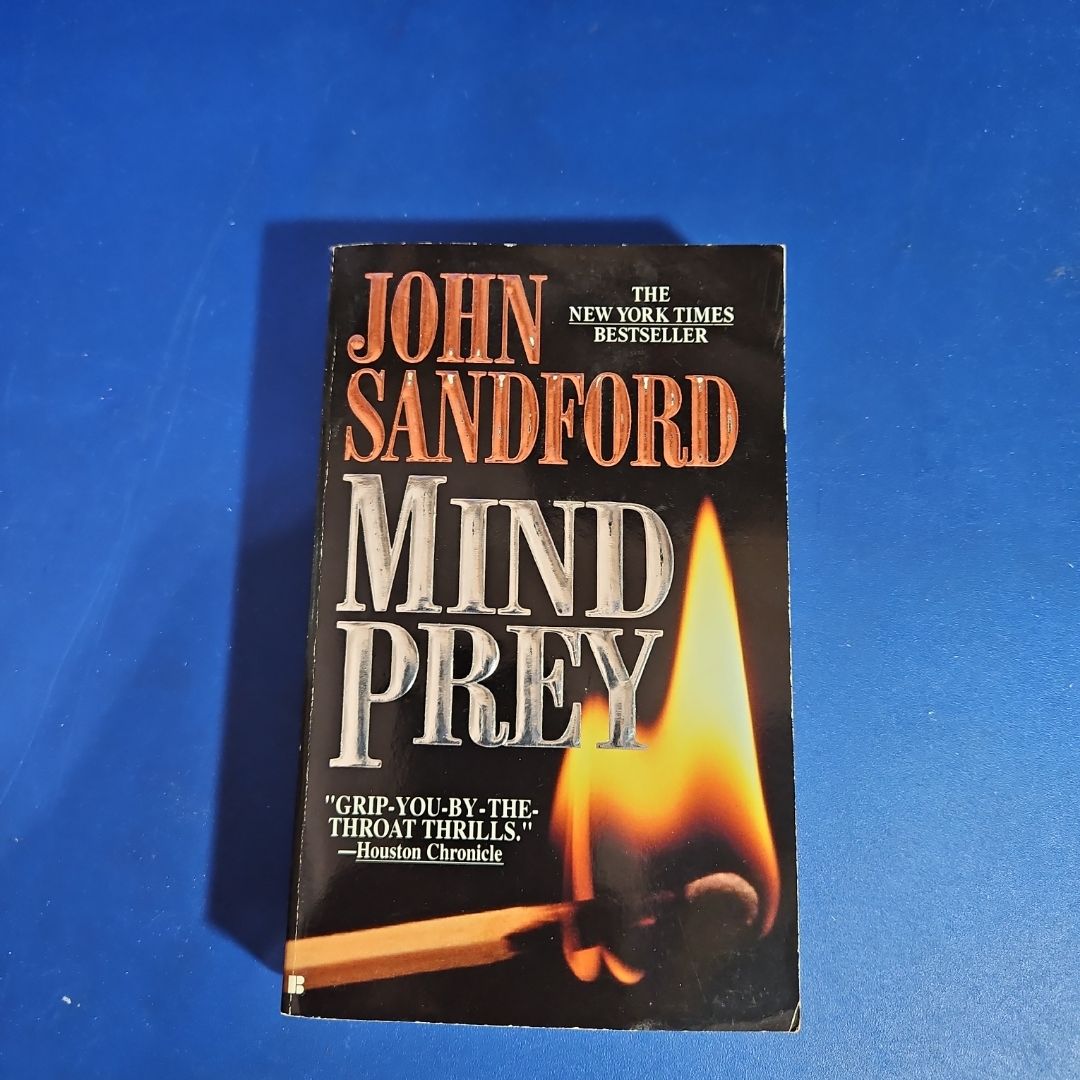 JOHN
SANDFORD
THE
NEW YORK TIMES
BESTSELLER
MIND
PREY
"GRIP-YOU-BY-THE-
THROAT THRILLS."
—Houston Chronicle
B